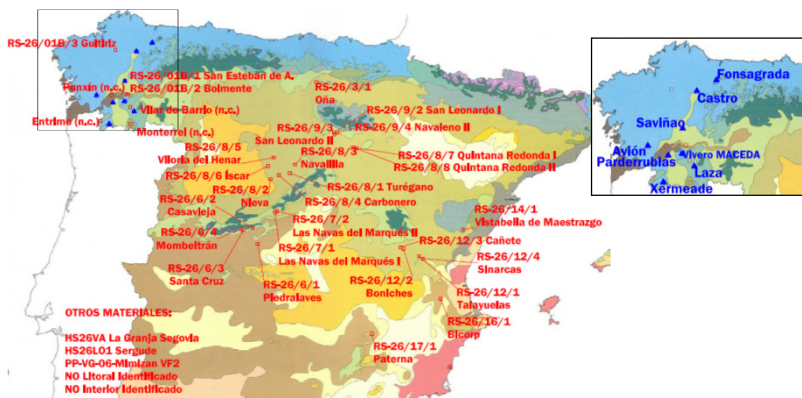 RS-26/01B/3 Guitiriz
RS-26/01B/1 San Esteban de A.
RS-26/01B/2 Bolmente
Panxin (n.c.)
Vilar de Barrio (n.c.)
Entrime (n.c.)
Monterrei (n.c.)
RS-26/3/1
Oña
RS-26/9/2 San Leonardo I
RS-26/9/3
San Leonardo II
RS-26/9/4 Navaleno II
RS-26/8/5
Viloria del Henar
RS-26/8/3
Navalilla
RS-26/8/7 Quintana Redonda I
RS-26/8/8 Quintana Redonda II
RS-26/8/6 Iscar
RS-26/8/1 Turégano
RS-26/8/2
Nieva
RS-26/8/4 Carbonero
RS-26/6/2
Casavieja
RS-26/7/2
Las Navas del Marqués II
RS-26/14/1
Vistabella de Maestrazgo
RS-26/6/4
Mombeltrán
RS-26/7/1
Las Navas del Marqués I
RS-26/12/3 Cañete
RS-26/12/4
Sinarcas
RS-26/6/3
Santa Cruz
RS-26/6/1
Piedralaves
RS-26/12/2
Boniches
RS-26/12/1
Talayuelas
RS-26/16/1
Bicorp
RS-26/17/1
Paterna
OTROS MATERIALES:
HS26VA La Granja Segovia
HS26LO1 Sergude
PP-VG-06-Mimizan VF2
NO Litoral Identificado
NO Interior Identificado
Fonsagrada
Castro
Saviñao
Avión
Parderrubias
Vivero MACEDA
Laza
Xermeade